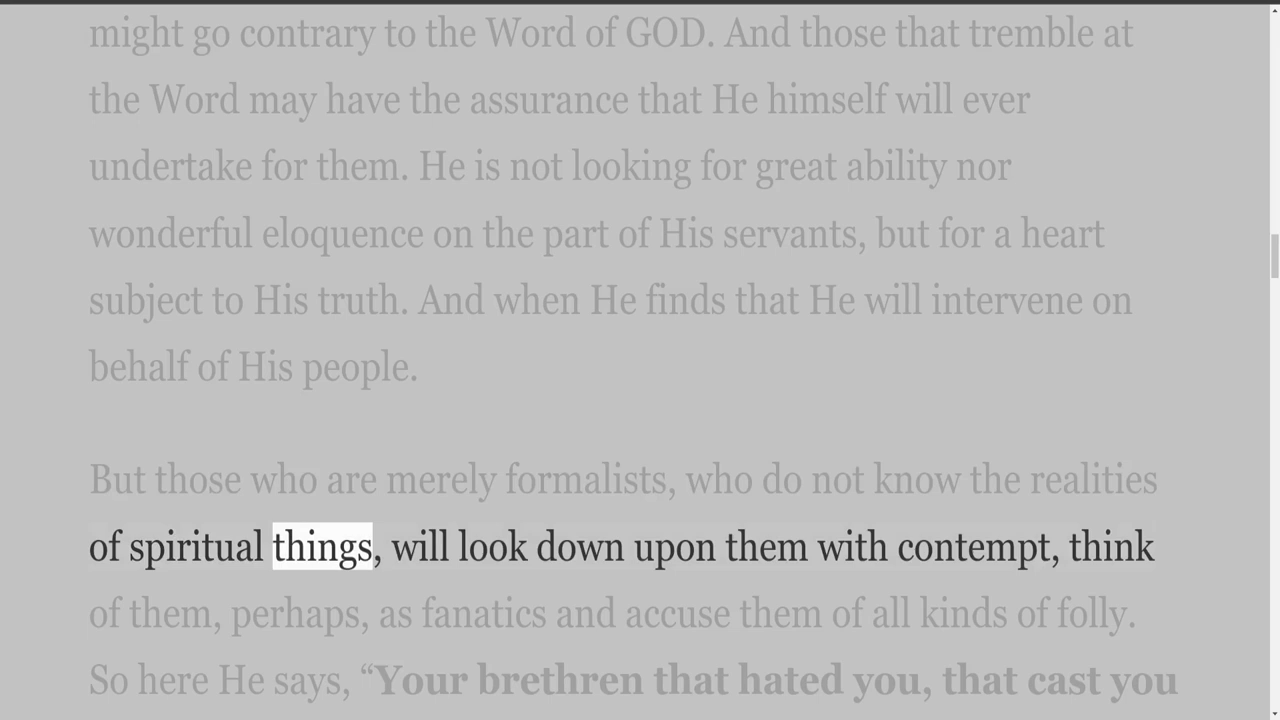 might go contrary to the Word of GOD. And those that tremble at
the Word may have the assurance that He himself will ever
undertake for them. He is not looking for great ability nor
wonderful eloquence on the part of His servants, but for a heart
subject to His truth. And when He finds that He will intervene on
behalf of His people.
But those who are merely formalists, who do not know the realities
of spiritual things, will look down upon them with contempt, think
of them, perhaps, as fanatics and accuse them of all kinds of folly.
So here He says, “Your brethren that hated you, that cast you